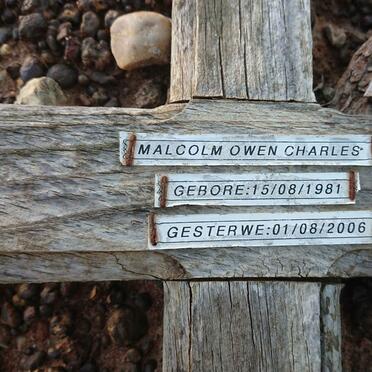 MALCOLM OWEN CHARLES
GEBORE:15/08/1981
GESTERWE:01/08/2006